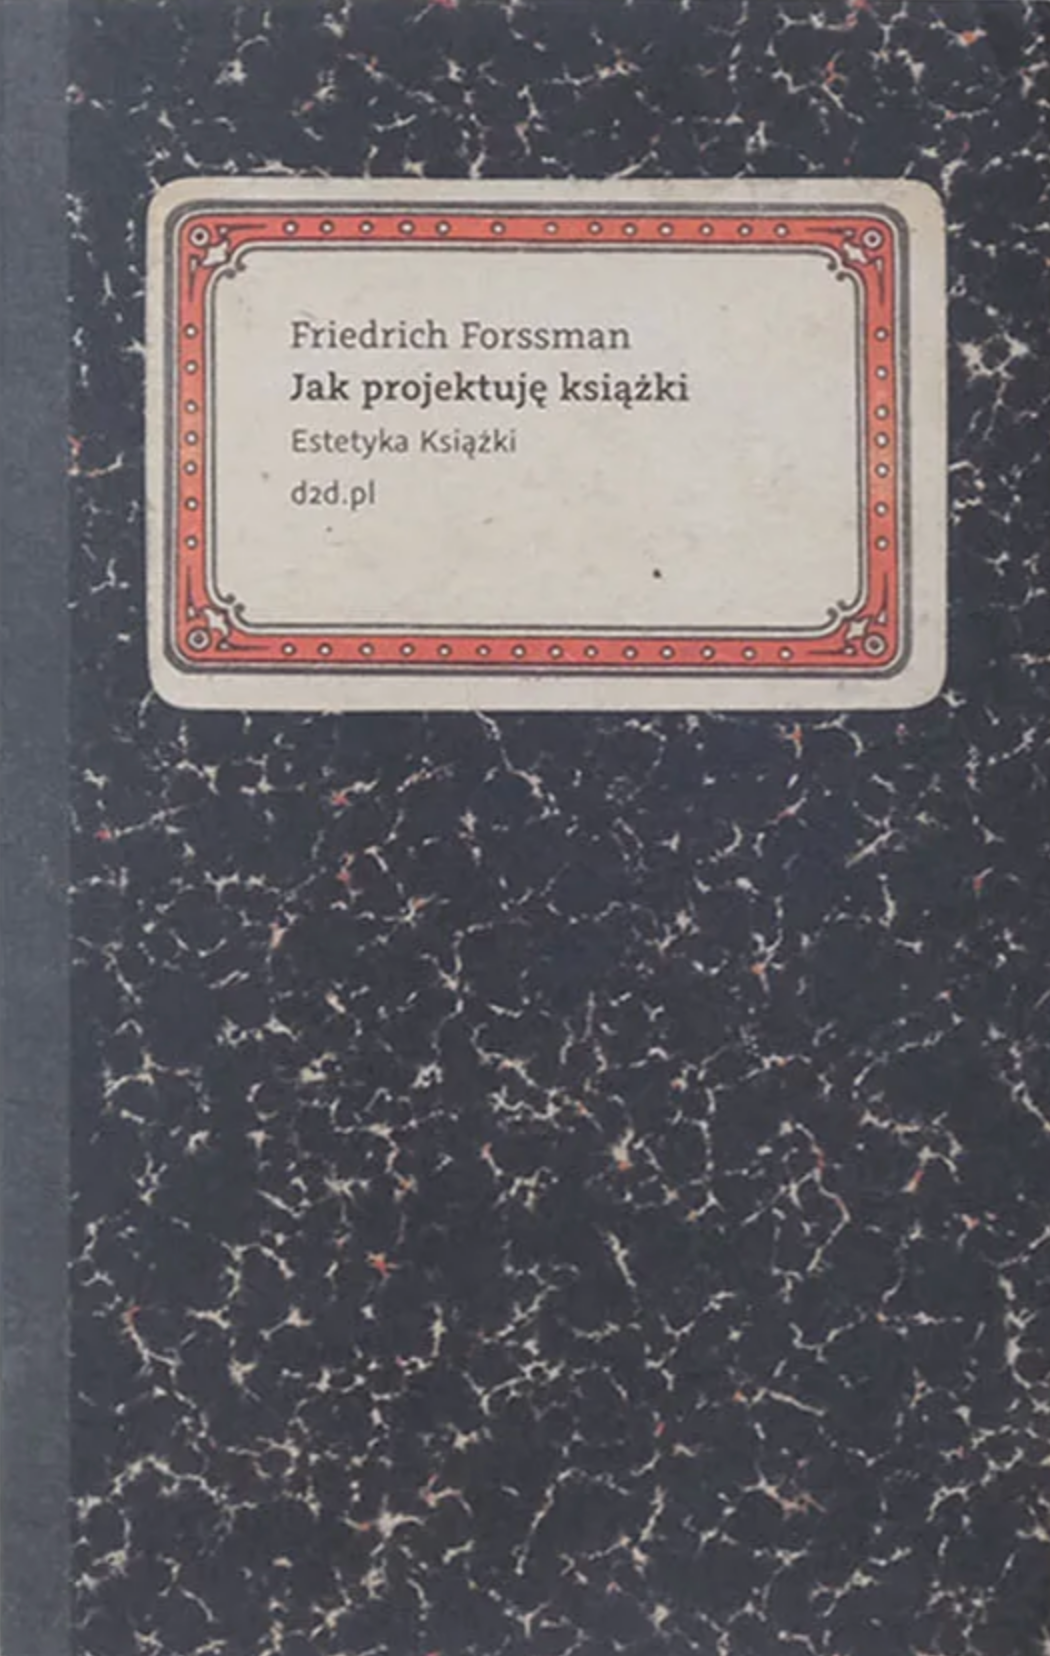 Friedrich Forssman
Jak projektuję książki
Estetyka Książki
d2d.pl